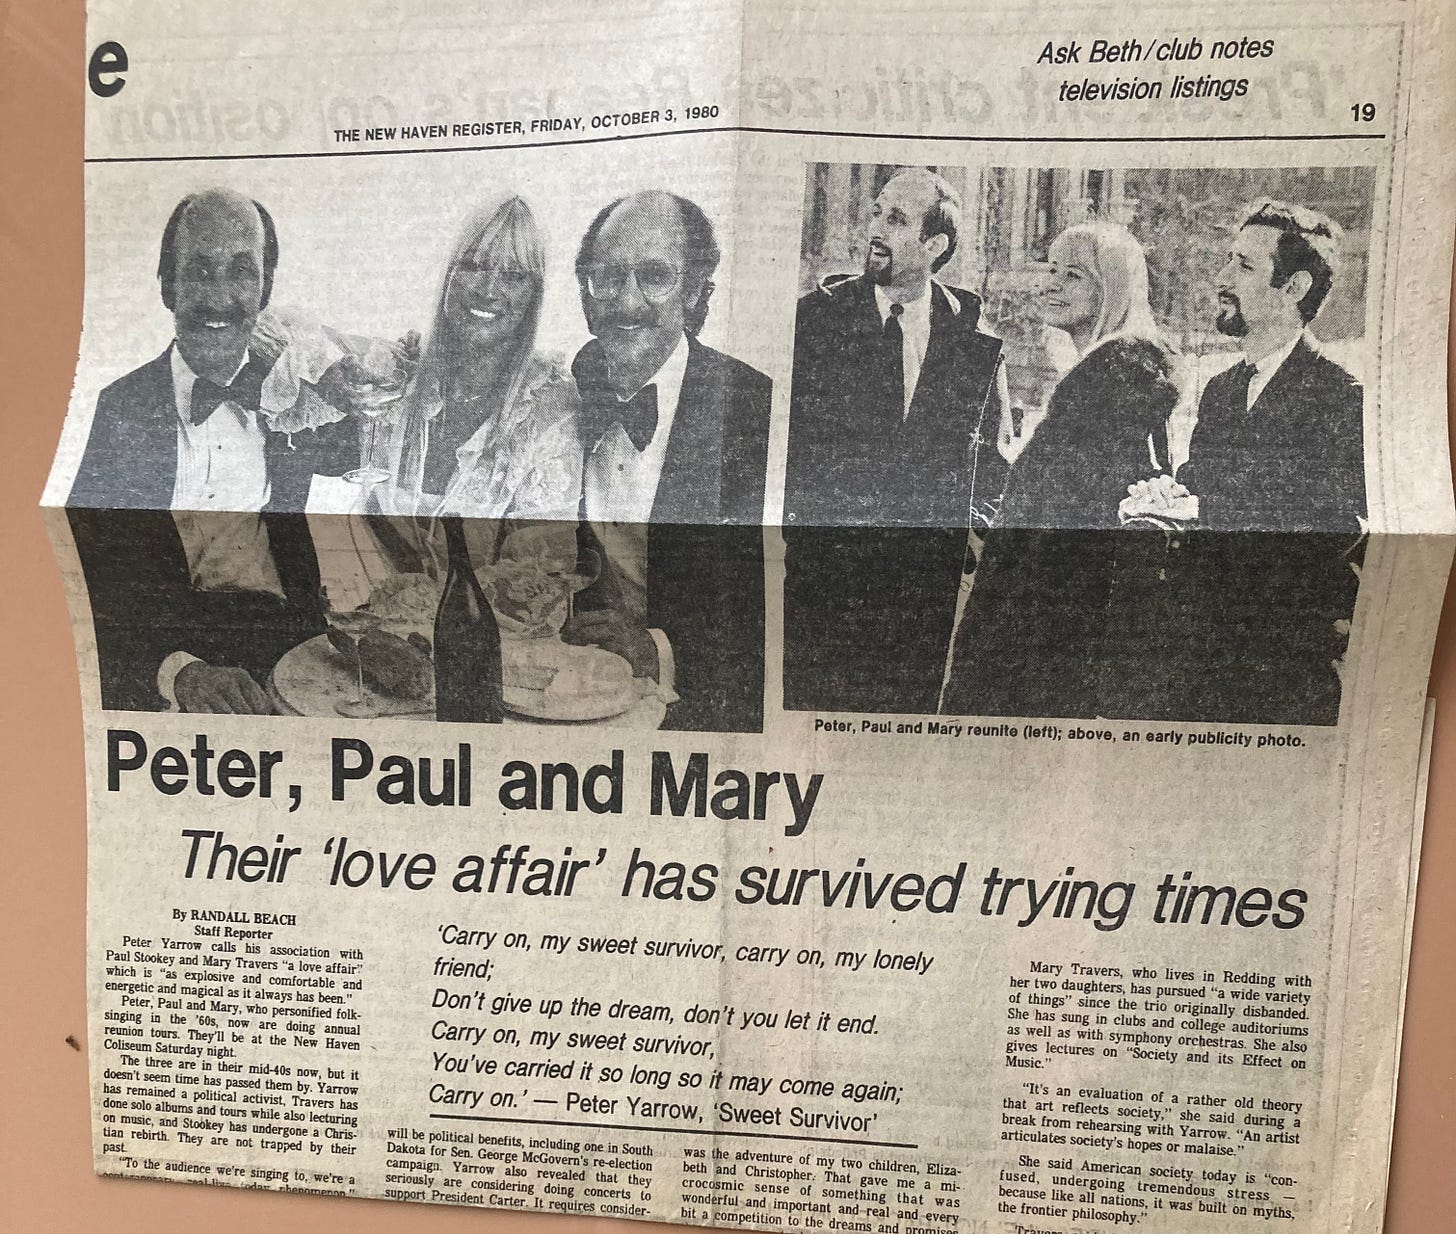 e
Ask Beth/club notes
television listings
THE NEW HAVEN REGISTER, FRIDAY, OCTOBER 3, 1980
19
Peter, Paul and Mary reunite (left); above, an early publicity photo.
Peter, Paul and Mary
Their ‘love affair’ has survived trying times
By RANDALL BEACH
Staff Reporter
Peter Yarrow calls his association with
Paul Stookey and Mary Travers “a love affair”
which is “as explosive and comfortable and
energetic and magical as it always has been.”
Peter, Paul and Mary, who personified folk-
singing in the ’60s, now are doing annual
reunion tours. They’ll be at the New Haven
Coliseum Saturday night.
The three are in their mid-40s now, but it
doesn’t seem time has passed them by. Yarrow
has remained a political activist, Travers has
done solo albums and tours while also lecturing
on music, and Stookey has undergone a Chris-
tian rebirth. They are not trapped by their
past.
“To the audience we’re singing to, we’re a
contemporary, real-live, today phenomenon,”
‘Carry on, my sweet survivor, carry on, my lonely
friend;
Don’t give up the dream, don’t you let it end.
Carry on, my sweet survivor,
You’ve carried it so long so it may come again;
Carry on.’ — Peter Yarrow, ‘Sweet Survivor’
will be political benefits, including one in South
Dakota for Sen. George McGovern’s re-election
campaign. Yarrow also revealed that they
seriously are considering doing concerts to
support President Carter. It requires consider-
was the adventure of my two children, Eliza-
beth and Christopher. That gave me a mi-
crocosmic sense of something that was
wonderful and important and real and every
bit a competition to the dreams and promises
Mary Travers, who lives in Redding with
her two daughters, has pursued “a wide variety
of things” since the trio originally disbanded.
She has sung in clubs and college auditoriums
as well as with symphony orchestras. She also
gives lectures on “Society and its Effect on
Music.”
“It’s an evaluation of a rather old theory
that art reflects society,” she said during a
break from rehearsing with Yarrow. “An artist
articulates society’s hopes or malaise.”
She said American society today is “con-
fused, undergoing tremendous stress —
because like all nations, it was built on myths,
the frontier philosophy.”